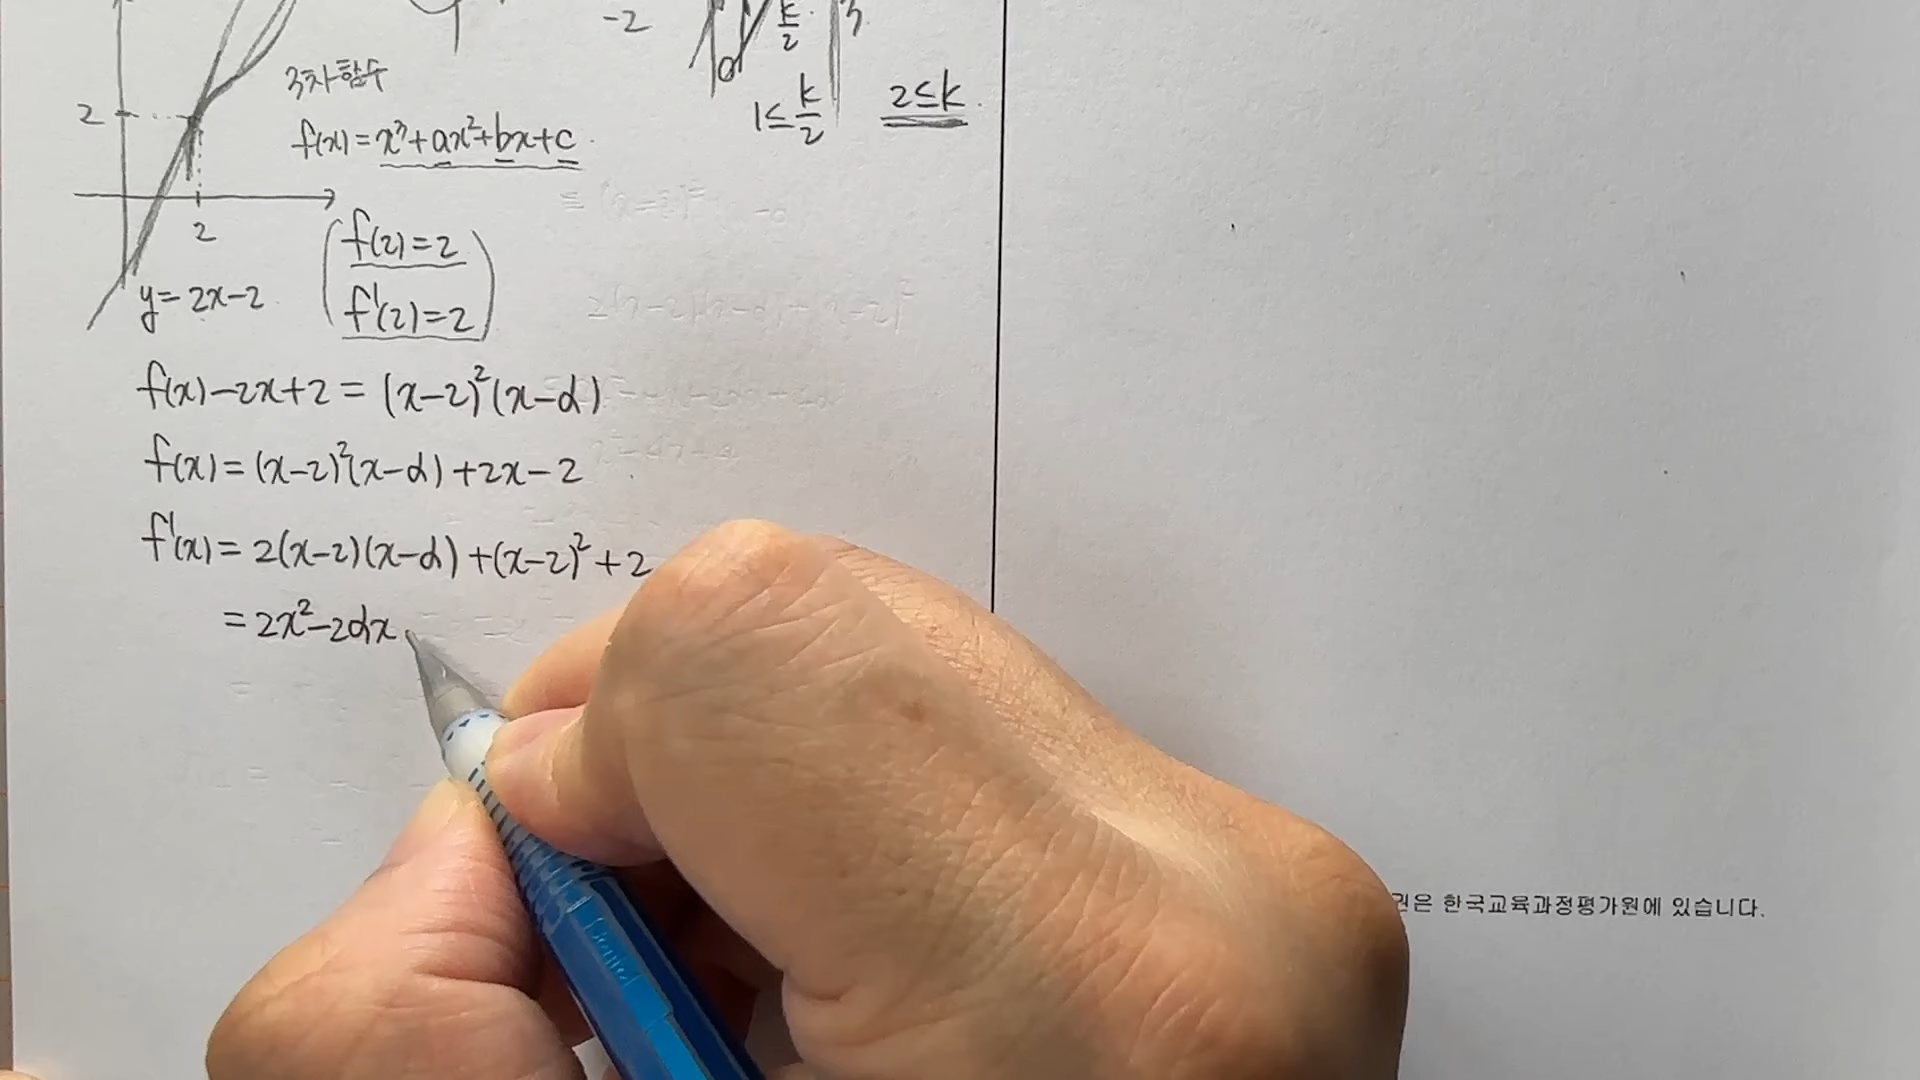 -2
k/2
3
3차함수
2
f(x)=x³+ax²+bx+c
1≤k/2
2≤k
2
f(2)=2
f'(2)=2
y=2x-2
f(x)-2x+2=(x-2)²(x-α)
f(x)=(x-2)²(x-α)+2x-2
f'(x)=2(x-2)(x-α)+(x-2)²+2
=2x²-2αx
한국교육과정평가원에 있습니다.